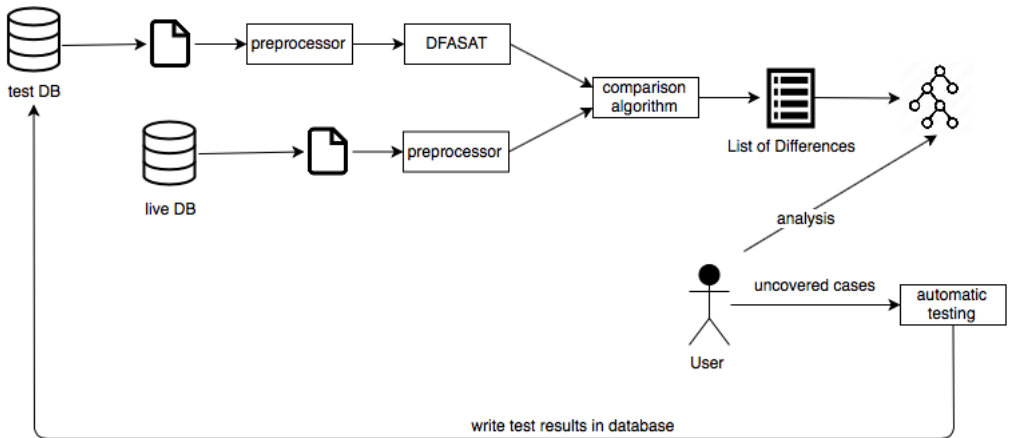 preprocessor
DFASAT
test DB
comparison
algorithm
preprocessor
List of Differences
live DB
analysis
uncovered cases
automatic
testing
User
write test results in database